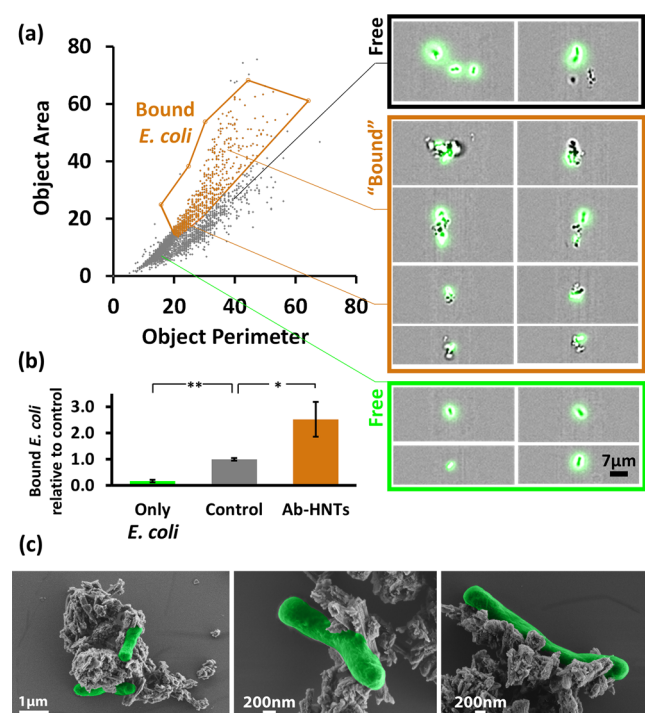 (a)
Object Area
80
60
40
20
0
Bound
E. coli
0
20
40
60
80
Object Perimeter
Free
“Bound”
Free
7µm
(b)
Bound E. coli
relative to control
3.0
2.0
1.0
0.0
**
*
Only
E. coli
Control
Ab-HNTs
(c)
1µm
200nm
200nm